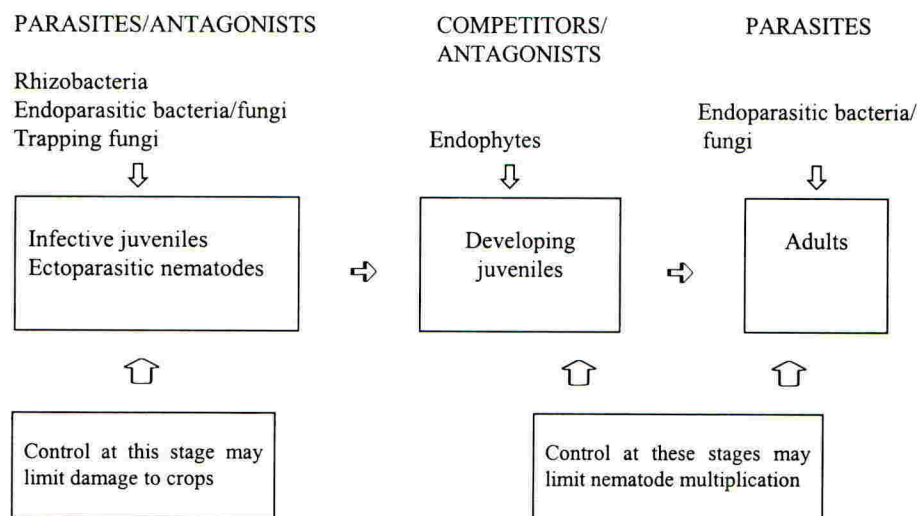 PARASITES/ANTAGONISTS
COMPETITORS/
ANTAGONISTS
PARASITES
Rhizobacteria
Endoparasitic bacteria/fungi
Trapping fungi
Endophytes
Endoparasitic bacteria/
fungi
Infective juveniles
Ectoparasitic nematodes
Developing
juveniles
Adults
Control at this stage may
limit damage to crops
Control at these stages may
limit nematode multiplication